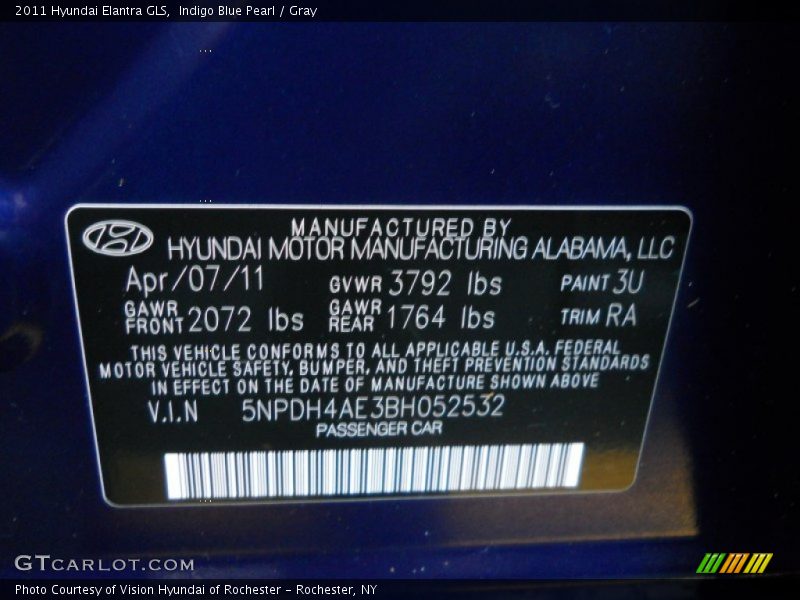 2011 Hyundai Elantra GLS,  Indigo Blue Pearl / Gray
MANUFACTURED BY
HYUNDAI MOTOR MANUFACTURING ALABAMA, LLC
Apr/07/11 GVWR 3792 lbs PAINT 3U
GAWR FRONT 2072 lbs GAWR REAR 1764 lbs TRIM RA
THIS VEHICLE CONFORMS TO ALL APPLICABLE U.S.A. FEDERAL
MOTOR VEHICLE SAFETY, BUMPER, AND THEFT PREVENTION STANDARDS
IN EFFECT ON THE DATE OF MANUFACTURE SHOWN ABOVE
V.I.N 5NPDH4AE3BH052532
PASSENGER CAR
GTCARLOT.COM
Photo Courtesy of Vision Hyundai of Rochester – Rochester, NY